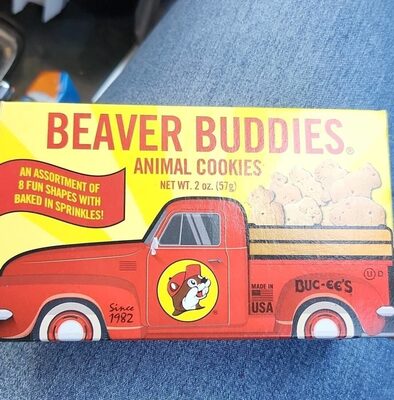 BEAVER BUDDIES®
ANIMAL COOKIES
NET WT. 2 oz. (57g)
AN ASSORTMENT OF
8 FUN SHAPES WITH
BAKED IN SPRINKLES!
Since
1982
MADE IN
USA
BUC-EE'S
U D